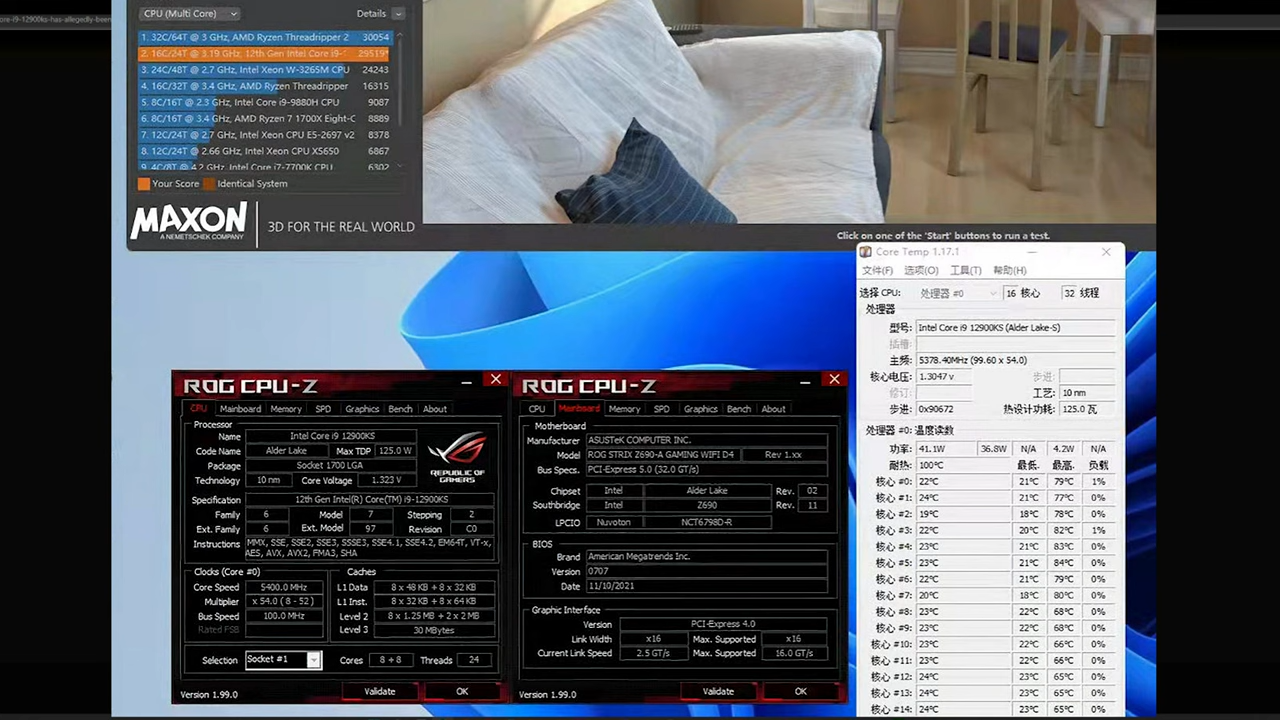 ore-i9-12900ks-has-allegedly-been
CPU (Multi Core) Details
1. 32C/64T @ 3 GHz, AMD Ryzen Threadripper 2 30054
2. 16C/24T @ 3.19 GHz, 12th Gen Intel Core i9- 29519*
3. 24C/48T @ 2.7 GHz, Intel Xeon W-3265M CPU 24243
4. 16C/32T @ 3.4 GHz, AMD Ryzen Threadripper 16315
5. 8C/16T @ 2.3 GHz, Intel Core i9-9880H CPU 9087
6. 8C/16T @ 3.4 GHz, AMD Ryzen 7 1700X Eight-C 8889
7. 12C/24T @ 2.7 GHz, Intel Xeon CPU E5-2697 v2 8378
8. 12C/24T @ 2.66 GHz, Intel Xeon CPU X5650 6867
9. 4C/8T @ 4.2 GHz, Intel Core i7-7700K CPU 6302
Your Score Identical System
MAXON
A NEMETSCHEK COMPANY
3D FOR THE REAL WORLD
Click on one of the 'Start' buttons to run a test.
ROG CPU-Z
CPU Mainboard Memory SPD Graphics Bench About
Processor
Name Intel Core i9 12900KS
Code Name Alder Lake Max TDP 125.0 W
Package Socket 1700 LGA
Technology 10 nm Core Voltage 1.323 V
REPUBLIC OF
GAMERS
Specification 12th Gen Intel(R) Core(TM) i9-12900KS
Family 6 Model 7 Stepping 2
Ext. Family 6 Ext. Model 97 Revision C0
Instructions MMX, SSE, SSE2, SSE3, SSSE3, SSE4.1, SSE4.2, EM64T, VT-x,
AES, AVX, AVX2, FMA3, SHA
Clocks (Core #0)
Core Speed 5400.0 MHz
Multiplier x 54.0 ( 8 - 52 )
Bus Speed 100.0 MHz
Rated FSB
Caches
L1 Data 8 x 48 KB + 8 x 32 KB
L1 Inst. 8 x 32 KB + 8 x 64 KB
Level 2 8 x 1.25 MB + 2 x 2 MB
Level 3 30 MBytes
Selection Socket #1 Cores 8 + 8 Threads 24
Version 1.99.0 Validate OK
ROG CPU-Z
CPU Mainboard Memory SPD Graphics Bench About
Motherboard
Manufacturer ASUSTeK COMPUTER INC.
Model ROG STRIX Z690-A GAMING WIFI D4 Rev 1.xx
Bus Specs. PCI-Express 5.0 (32.0 GT/s)
Chipset Intel Alder Lake Rev. 02
Southbridge Intel Z690 Rev. 11
LPCIO Nuvoton NCT6798D-R
BIOS
Brand American Megatrends Inc.
Version 0707
Date 11/10/2021
Graphic Interface
Version PCI-Express 4.0
Link Width x16 Max. Supported x16
Current Link Speed 2.5 GT/s Max. Supported 16.0 GT/s
Version 1.99.0 Validate OK
Core Temp 1.17.1
文件(F) 选项(O) 工具(T) 帮助(H)
选择 CPU: 处理器 #0 16 核心 32 线程
处理器
型号: Intel Core i9 12900KS (Alder Lake-S)
插槽:
主频: 5378.40MHz (99.60 x 54.0)
核心电压: 1.3047 v 步进:
修订: 工艺: 10 nm
步进: 0x90672 热设计功耗: 125.0 瓦
处理器 #0: 温度读数
功率: 41.1W 36.8W N/A 4.2W N/A
耐热: 100℃ 最低. 最高. 负载
核心 #0: 22℃ 21℃ 79℃ 1%
核心 #1: 24℃ 21℃ 77℃ 0%
核心 #2: 19℃ 18℃ 78℃ 0%
核心 #3: 22℃ 20℃ 82℃ 1%
核心 #4: 23℃ 21℃ 83℃ 0%
核心 #5: 23℃ 21℃ 84℃ 0%
核心 #6: 22℃ 21℃ 79℃ 0%
核心 #7: 20℃ 18℃ 80℃ 0%
核心 #8: 23℃ 22℃ 68℃ 0%
核心 #9: 23℃ 22℃ 68℃ 0%
核心 #10: 23℃ 22℃ 66℃ 0%
核心 #11: 23℃ 22℃ 66℃ 0%
核心 #12: 24℃ 23℃ 65℃ 0%
核心 #13: 24℃ 23℃ 65℃ 0%
核心 #14: 24℃ 23℃ 65℃ 0%